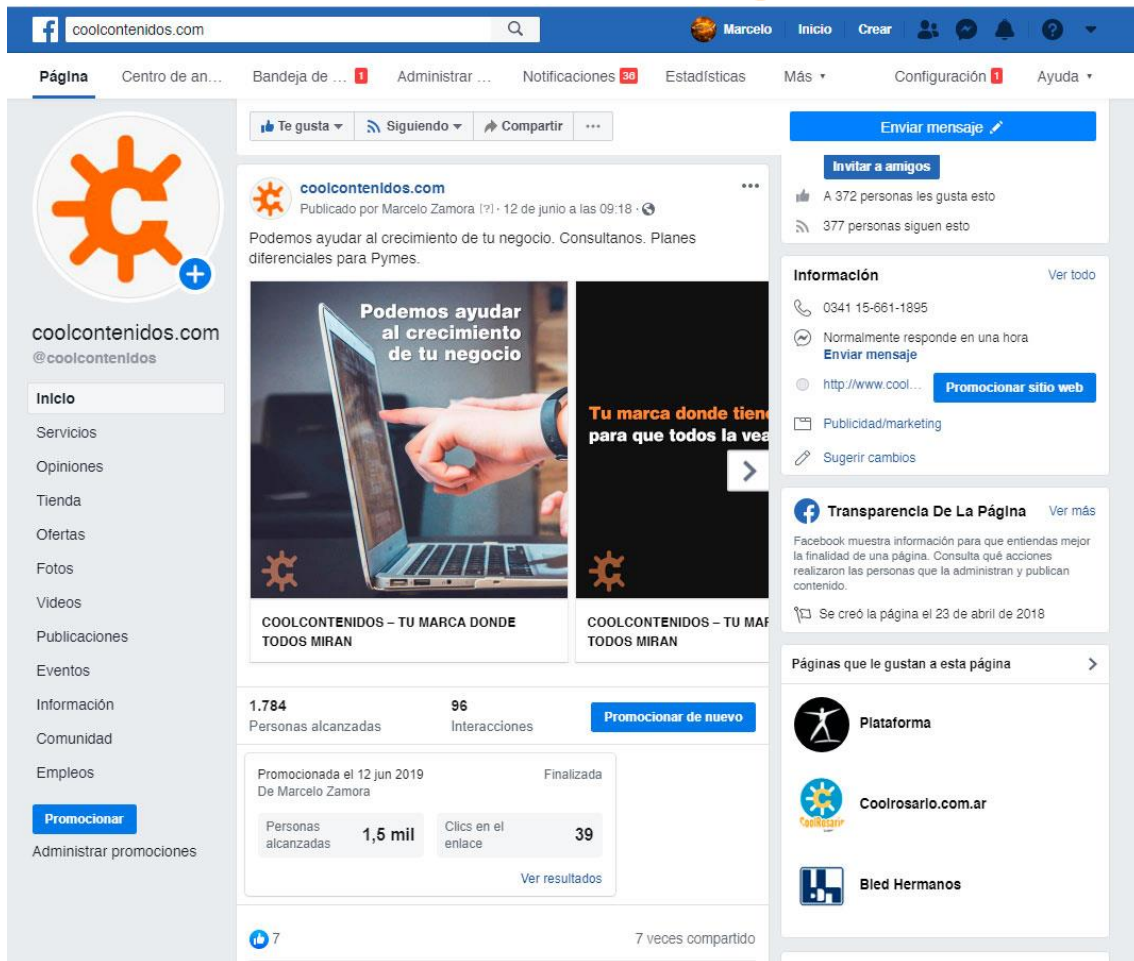 coolcontenidos.com
Marcelo Inicio Crear
Página Centro de an... Bandeja de ... 1 Administrar ... Notificaciones 36 Estadísticas Más Configuración 1 Ayuda
coolcontenidos.com
@coolcontenidos
Inicio
Servicios
Opiniones
Tienda
Ofertas
Fotos
Videos
Publicaciones
Eventos
Información
Comunidad
Empleos
Promocionar
Administrar promociones
Te gusta Siguiendo Compartir ...
coolcontenidos.com
Publicado por Marcelo Zamora [?] · 12 de junio a las 09:18 ·
Podemos ayudar al crecimiento de tu negocio. Consultanos. Planes
diferenciales para Pymes.
Podemos ayudar
al crecimiento
de tu negocio
COOLCONTENIDOS – TU MARCA DONDE
TODOS MIRAN
Tu marca donde tien
para que todos la vea
COOLCONTENIDOS – TU MAR
TODOS MIRAN
1.784
Personas alcanzadas
96
Interacciones
Promocionar de nuevo
Promocionada el 12 jun 2019 Finalizada
De Marcelo Zamora
Personas
alcanzadas
1,5 mil
Clics en el
enlace
39
Ver resultados
7 7 veces compartido
Enviar mensaje
Invitar a amigos
A 372 personas les gusta esto
377 personas siguen esto
Información Ver todo
0341 15-661-1895
Normalmente responde en una hora
Enviar mensaje
http://www.cool... Promocionar sitio web
Publicidad/marketing
Sugerir cambios
Transparencia De La Página Ver más
Facebook muestra información para que entiendas mejor
la finalidad de una página. Consulta qué acciones
realizaron las personas que la administran y publican
contenido.
Se creó la página el 23 de abril de 2018
Páginas que le gustan a esta página
Plataforma
CoolRosario
Coolrosario.com.ar
Bled Hermanos